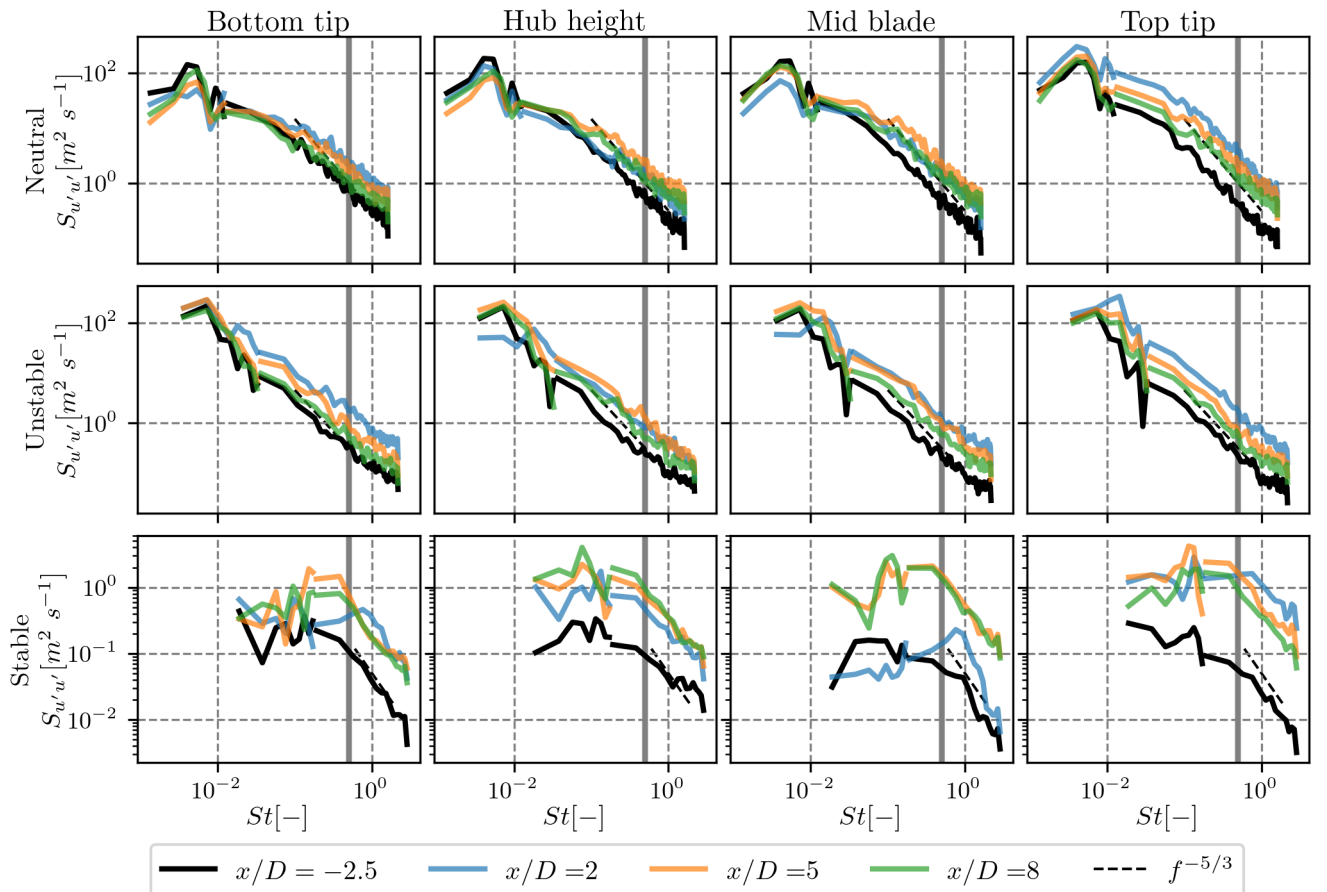 Bottom tip Hub height Mid blade Top tip
Neutral
S_{u'u'}[m^2 s^{-1}]
10^2
10^0
Unstable
S_{u'u'}[m^2 s^{-1}]
10^2
10^0
Stable
S_{u'u'}[m^2 s^{-1}]
10^0
10^{-1}
10^{-2}
10^{-2} 10^0 10^{-2} 10^0 10^{-2} 10^0 10^{-2} 10^0
St[−] St[−] St[−] St[−]
x/D = −2.5 x/D =2 x/D =5 x/D =8 f^{-5/3}